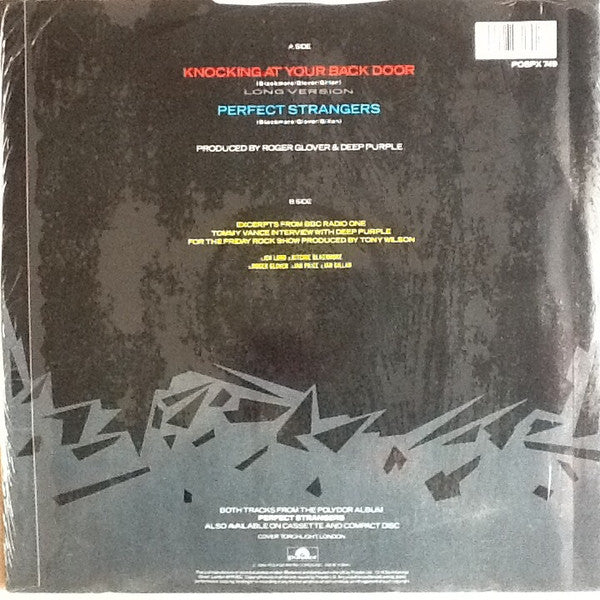 POSPX 749
A SIDE
KNOCKING AT YOUR BACK DOOR
(Blackmore/Glover/Gillan)
LONG VERSION
PERFECT STRANGERS
(Blackmore/Glover/Gillan)
PRODUCED BY ROGER GLOVER & DEEP PURPLE
B SIDE
EXCERPTS FROM BBC RADIO ONE
TOMMY VANCE INTERVIEW WITH DEEP PURPLE
FOR THE FRIDAY ROCK SHOW PRODUCED BY TONY WILSON
JON LORD RITCHIE BLACKMORE
ROGER GLOVER IAN PAICE IAN GILLAN
BOTH TRACKS FROM THE POLYDOR ALBUM
PERFECT STRANGERS
ALSO AVAILABLE ON CASSETTE AND COMPACT DISC
COVER TORCHLIGHT, LONDON
polydor